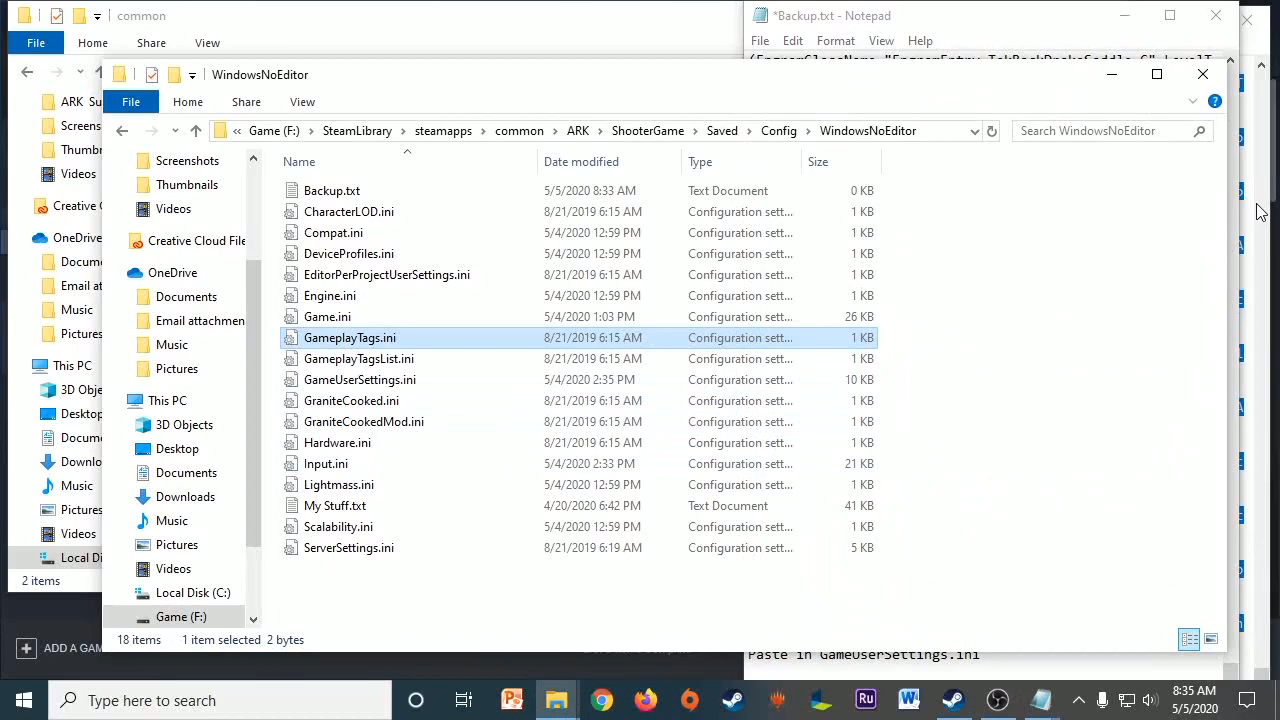 common
*Backup.txt - Notepad
File Home Share View
File Edit Format View Help
WindowsNoEditor
File Home Share View
« Game (F:) > SteamLibrary > steamapps > common > ARK > ShooterGame > Saved > Config > WindowsNoEditor
Search WindowsNoEditor
ARK Su
Screens
Thumb
Videos
Creative C
OneDrive
Docum
Email at
Music
Pictures
This PC
3D Obje
Desktop
Docum
Downlo
Music
Pictures
Videos
Local Dis
2 items
Screenshots
Thumbnails
Videos
Creative Cloud File
OneDrive
Documents
Email attachmen
Music
Pictures
This PC
3D Objects
Desktop
Documents
Downloads
Music
Pictures
Videos
Local Disk (C:)
Game (F:)
Name Date modified Type Size
Backup.txt 5/5/2020 8:33 AM Text Document 0 KB
CharacterLOD.ini 8/21/2019 6:15 AM Configuration sett... 1 KB
Compat.ini 5/4/2020 12:59 PM Configuration sett... 1 KB
DeviceProfiles.ini 5/4/2020 12:59 PM Configuration sett... 1 KB
EditorPerProjectUserSettings.ini 8/21/2019 6:15 AM Configuration sett... 1 KB
Engine.ini 5/4/2020 12:59 PM Configuration sett... 1 KB
Game.ini 5/4/2020 1:03 PM Configuration sett... 26 KB
GameplayTags.ini 8/21/2019 6:15 AM Configuration sett... 1 KB
GameplayTagsList.ini 8/21/2019 6:15 AM Configuration sett... 1 KB
GameUserSettings.ini 5/4/2020 2:35 PM Configuration sett... 10 KB
GraniteCooked.ini 8/21/2019 6:15 AM Configuration sett... 1 KB
GraniteCookedMod.ini 8/21/2019 6:15 AM Configuration sett... 1 KB
Hardware.ini 8/21/2019 6:15 AM Configuration sett... 1 KB
Input.ini 5/4/2020 2:33 PM Configuration sett... 21 KB
Lightmass.ini 5/4/2020 12:59 PM Configuration sett... 1 KB
My Stuff.txt 4/20/2020 6:42 PM Text Document 41 KB
Scalability.ini 5/4/2020 12:59 PM Configuration sett... 1 KB
ServerSettings.ini 8/21/2019 6:19 AM Configuration sett... 5 KB
18 items 1 item selected 2 bytes
ADD A GAM
Paste in GameUserSettings.ini
Type here to search
Ru
8:35 AM
5/5/2020